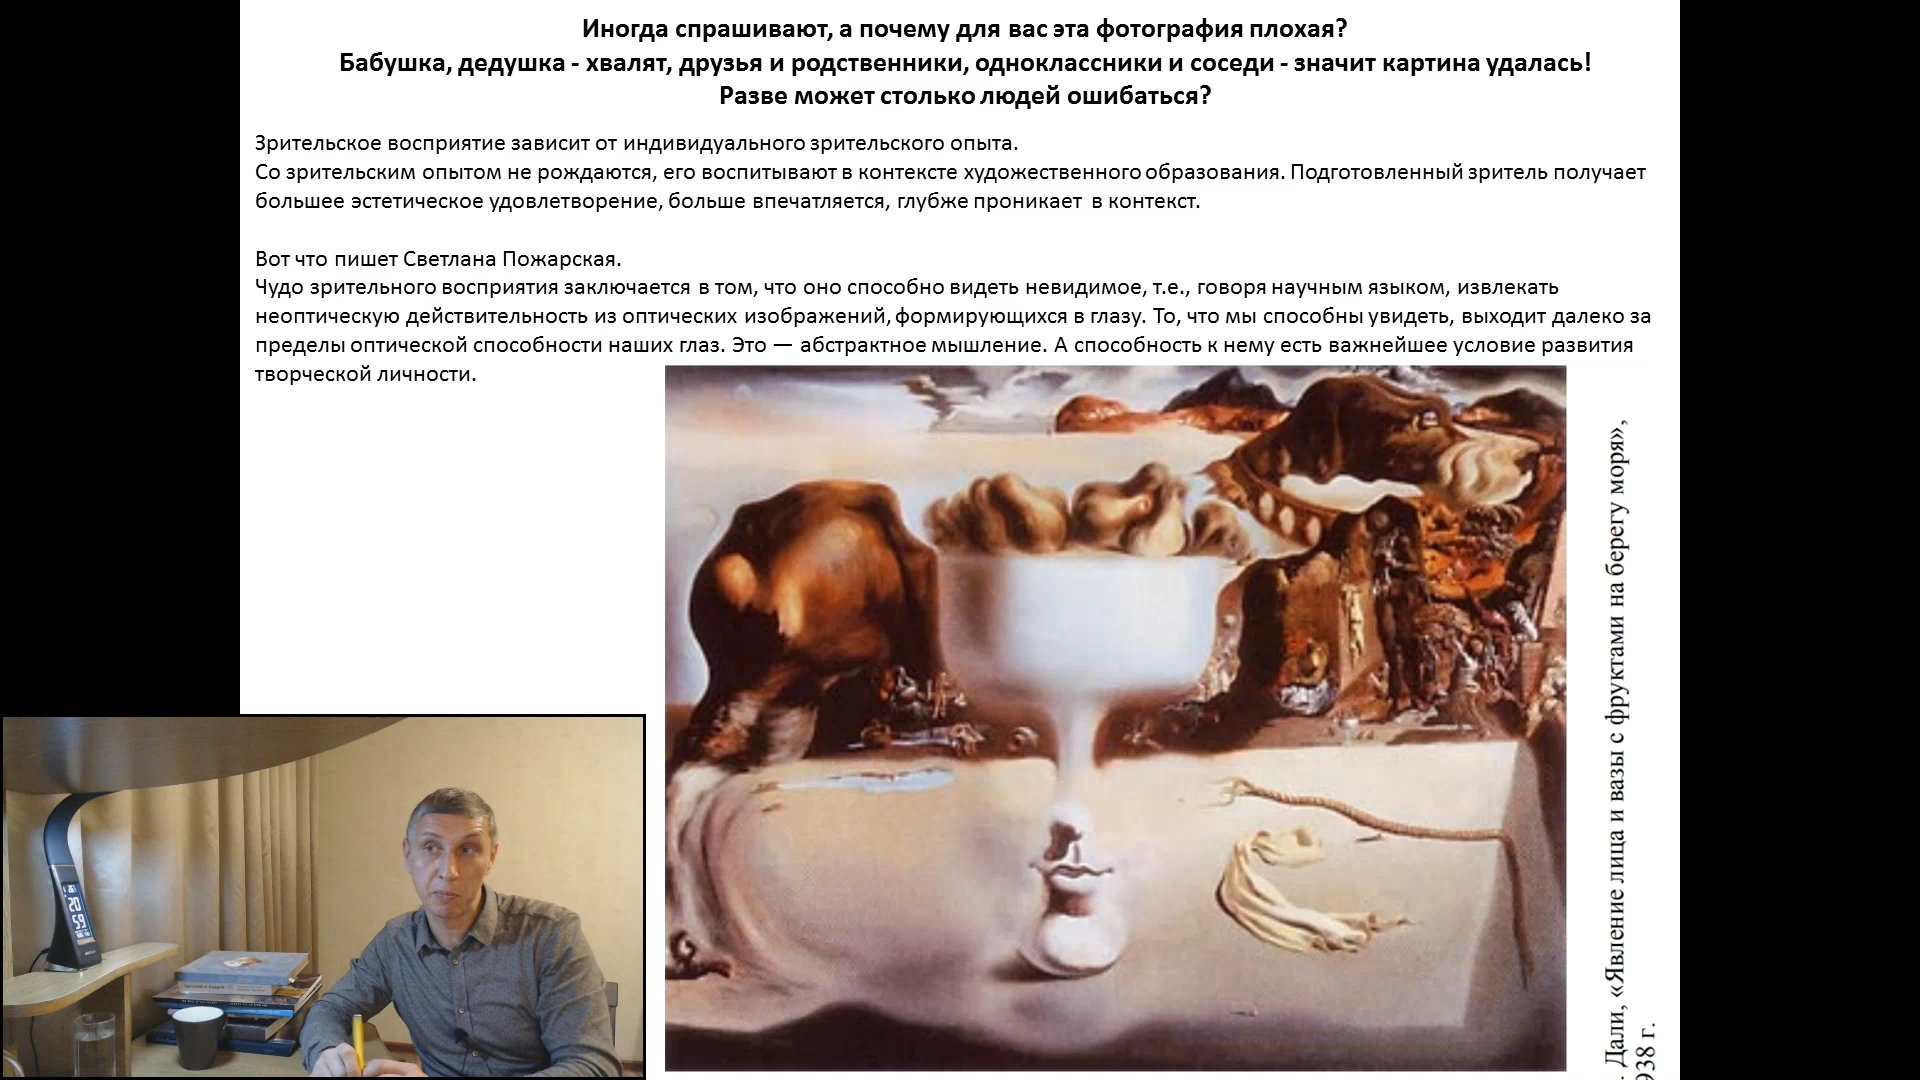 Иногда спрашивают, а почему для вас эта фотография плохая?
Бабушка, дедушка - хвалят, друзья и родственники, одноклассники и соседи - значит картина удалась!
Разве может столько людей ошибаться?
Зрительское восприятие зависит от индивидуального зрительского опыта.
Со зрительским опытом не рождаются, его воспитывают в контексте художественного образования. Подготовленный зритель получает
большее эстетическое удовлетворение, больше впечатляется, глубже проникает в контекст.
Вот что пишет Светлана Пожарская.
Чудо зрительного восприятия заключается в том, что оно способно видеть невидимое, т.е., говоря научным языком, извлекать
неоптическую действительность из оптических изображений, формирующихся в глазу. То, что мы способны увидеть, выходит далеко за
пределы оптической способности наших глаз. Это — абстрактное мышление. А способность к нему есть важнейшее условие развития
творческой личности.
. Дали, «Явление лица и вазы с фруктами на берегу моря»,
938 г.
20
59